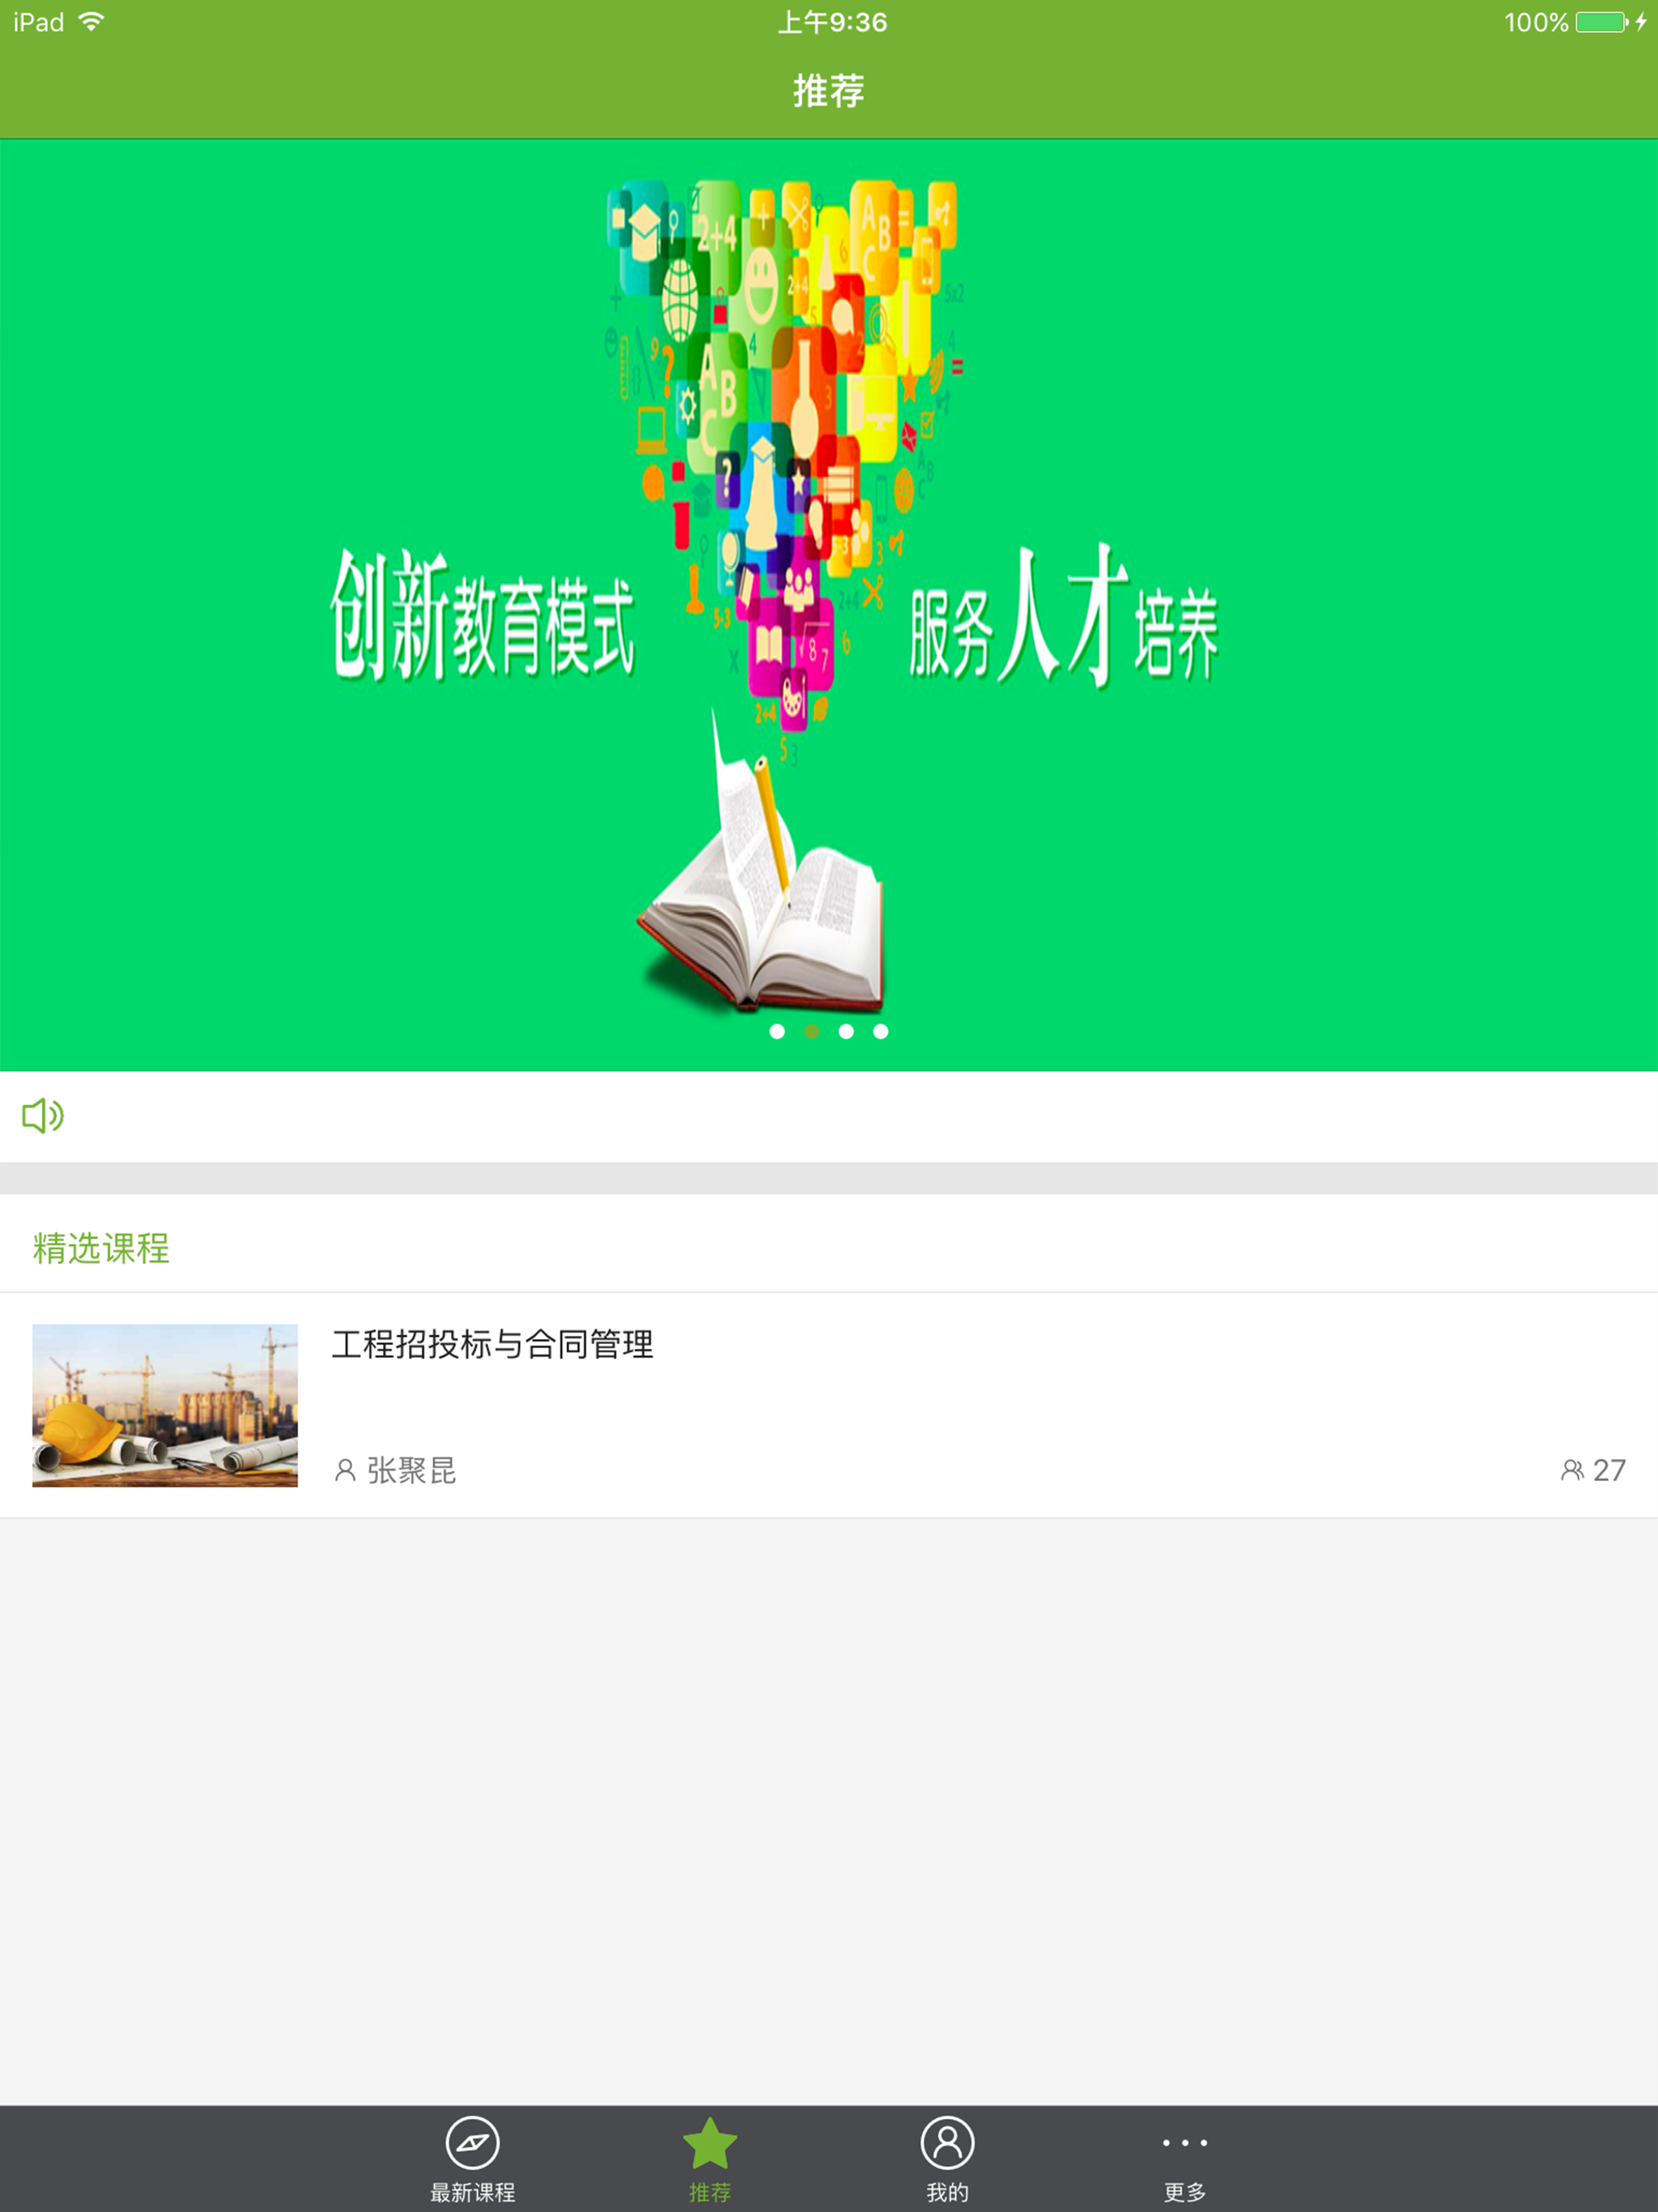 iPad 上午9:36 100%
推荐
创新教育模式 服务人才培养
精选课程
工程招投标与合同管理
张聚昆 27
最新课程 推荐 我的 更多